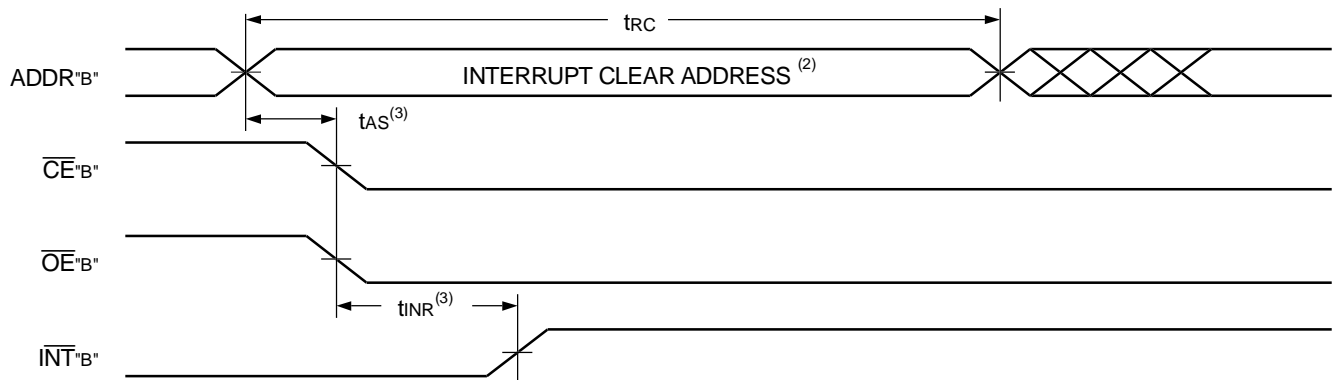 tRC
ADDR"B"
INTERRUPT CLEAR ADDRESS (2)
tAS(3)
CE"B"
OE"B"
tINR(3)
INT"B"